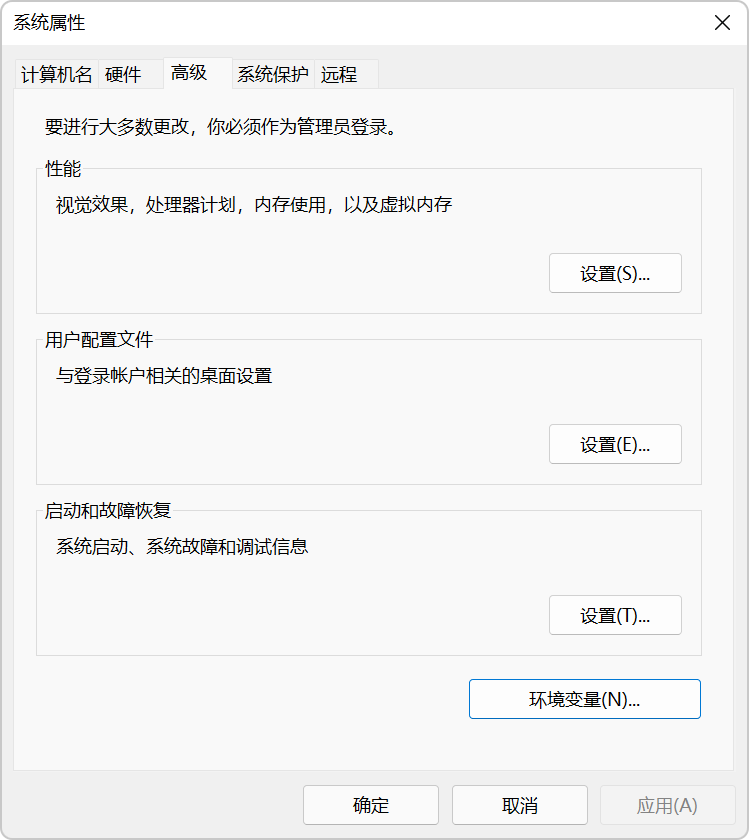 系统属性
计算机名 硬件 高级 系统保护 远程
要进行大多数更改，你必须作为管理员登录。
性能
视觉效果，处理器计划，内存使用，以及虚拟内存
设置(S)...
用户配置文件
与登录帐户相关的桌面设置
设置(E)...
启动和故障恢复
系统启动、系统故障和调试信息
设置(T)...
环境变量(N)...
确定 取消 应用(A)